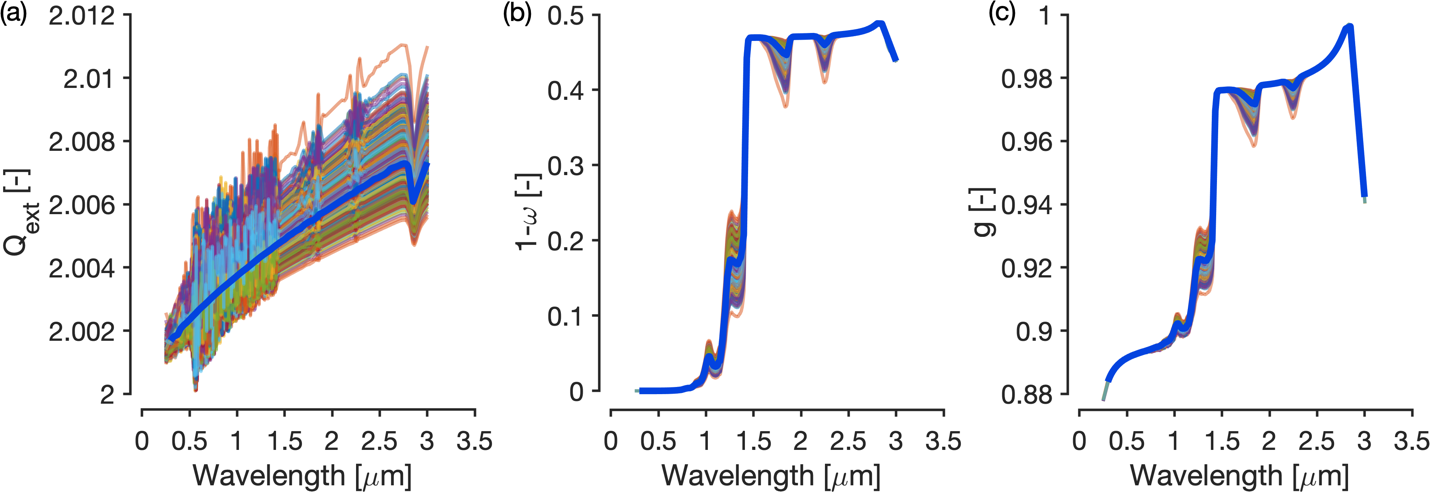 (a)
2.012
2.01
2.008
2.006
2.004
2.002
2
Q_ext [-]
0 0.5 1 1.5 2 2.5 3 3.5
Wavelength [μm]
(b)
0.5
0.4
0.3
0.2
0.1
0
1-ω [-]
0 0.5 1 1.5 2 2.5 3 3.5
Wavelength [μm]
(c)
1
0.98
0.96
0.94
0.92
0.9
0.88
g [-]
0 0.5 1 1.5 2 2.5 3 3.5
Wavelength [μm]